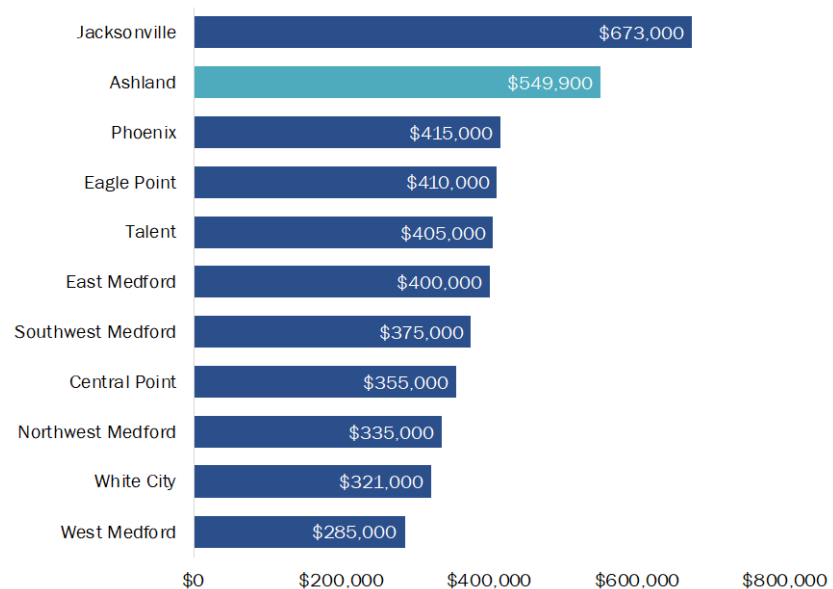 Jacksonville $673,000
Ashland $549,900
Phoenix $415,000
Eagle Point $410,000
Talent $405,000
East Medford $400,000
Southwest Medford $375,000
Central Point $355,000
Northwest Medford $335,000
White City $321,000
West Medford $285,000
$0 $200,000 $400,000 $600,000 $800,000